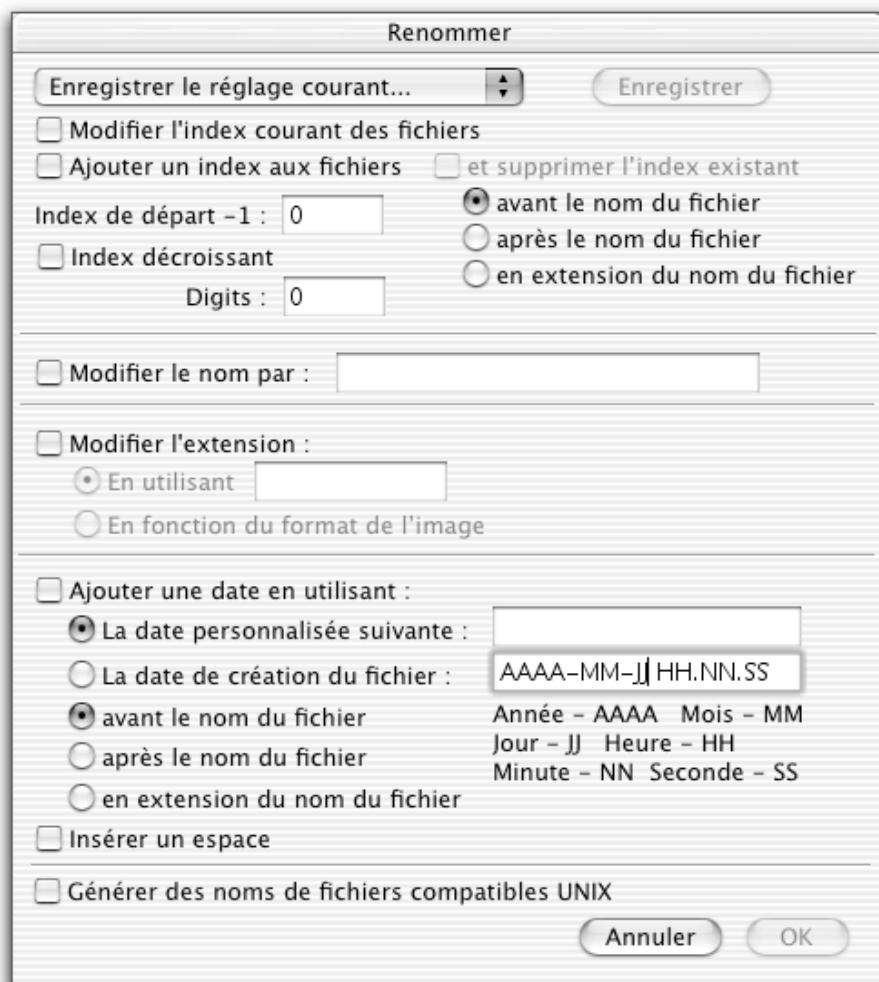 Renommer
Enregistrer le réglage courant... Enregistrer
Modifier l'index courant des fichiers
Ajouter un index aux fichiers et supprimer l'index existant
Index de départ -1 : 0 avant le nom du fichier
après le nom du fichier
Index décroissant
en extension du nom du fichier
Digits : 0
Modifier le nom par :
Modifier l'extension :
En utilisant
En fonction du format de l'image
Ajouter une date en utilisant :
La date personnalisée suivante :
La date de création du fichier : AAAA-MM-JJ HH.NN.SS
avant le nom du fichier Année - AAAA Mois - MM
Jour - JJ Heure - HH
après le nom du fichier
Minute - NN Seconde - SS
en extension du nom du fichier
Insérer un espace
Générer des noms de fichiers compatibles UNIX
Annuler OK